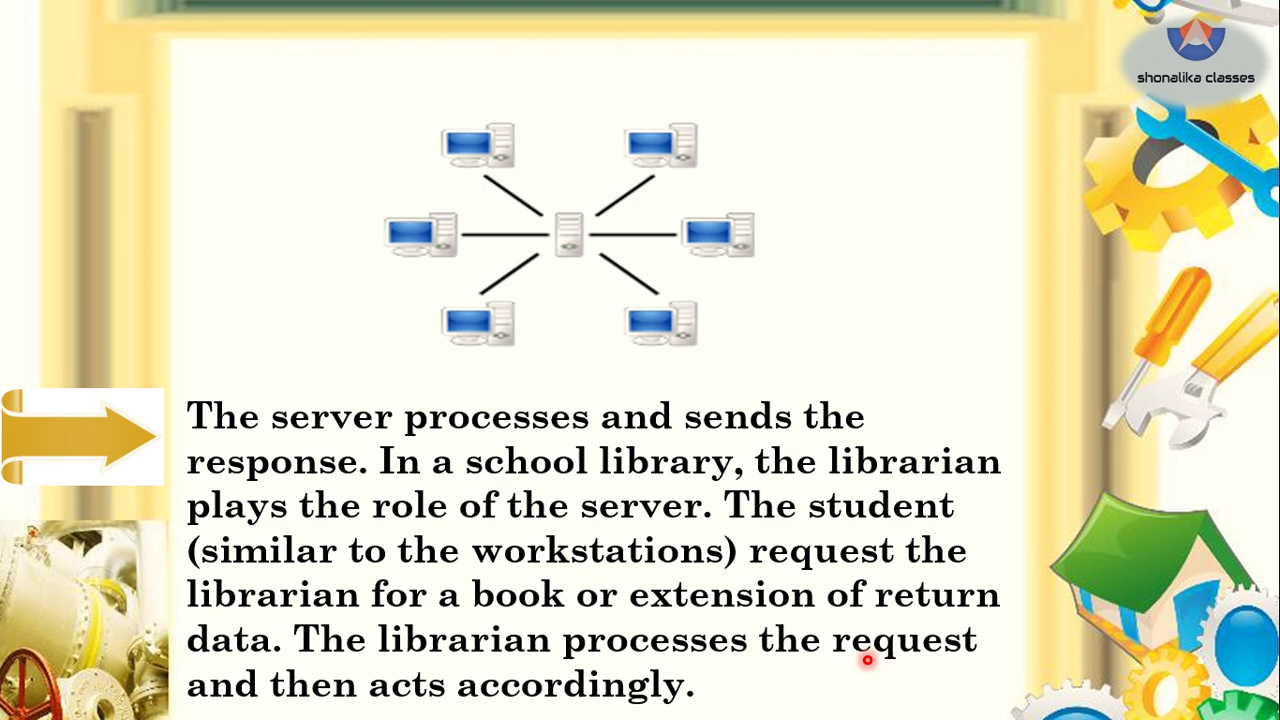 shonalika classes
The server processes and sends the
response. In a school library, the librarian
plays the role of the server. The student
(similar to the workstations) request the
librarian for a book or extension of return
data. The librarian processes the request
and then acts accordingly.